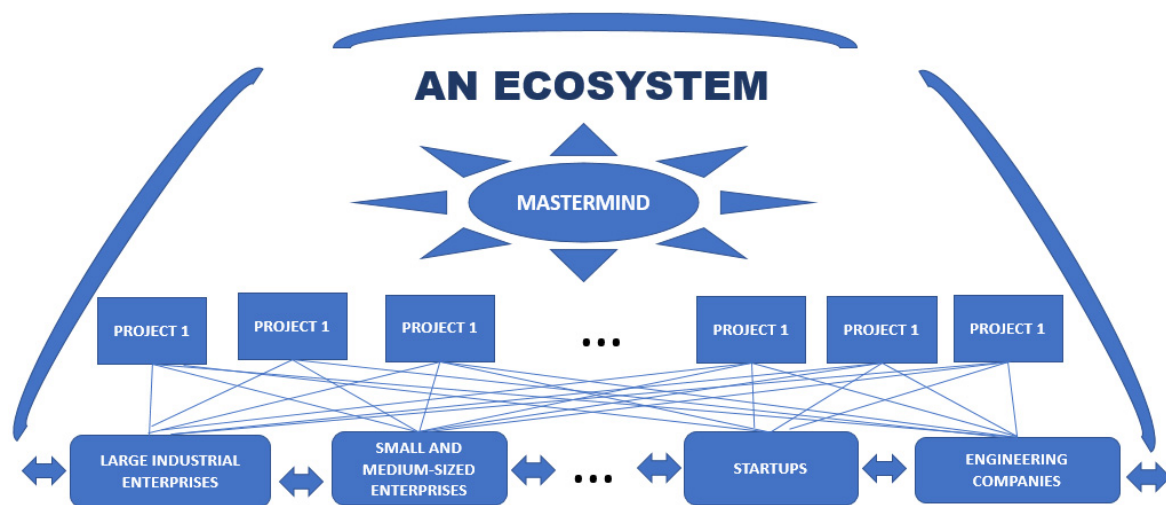 AN ECOSYSTEM
MASTERMIND
PROJECT 1
PROJECT 1
PROJECT 1
...
PROJECT 1
PROJECT 1
PROJECT 1
LARGE INDUSTRIAL
ENTERPRISES
SMALL AND
MEDIUM-SIZED
ENTERPRISES
...
STARTUPS
ENGINEERING
COMPANIES